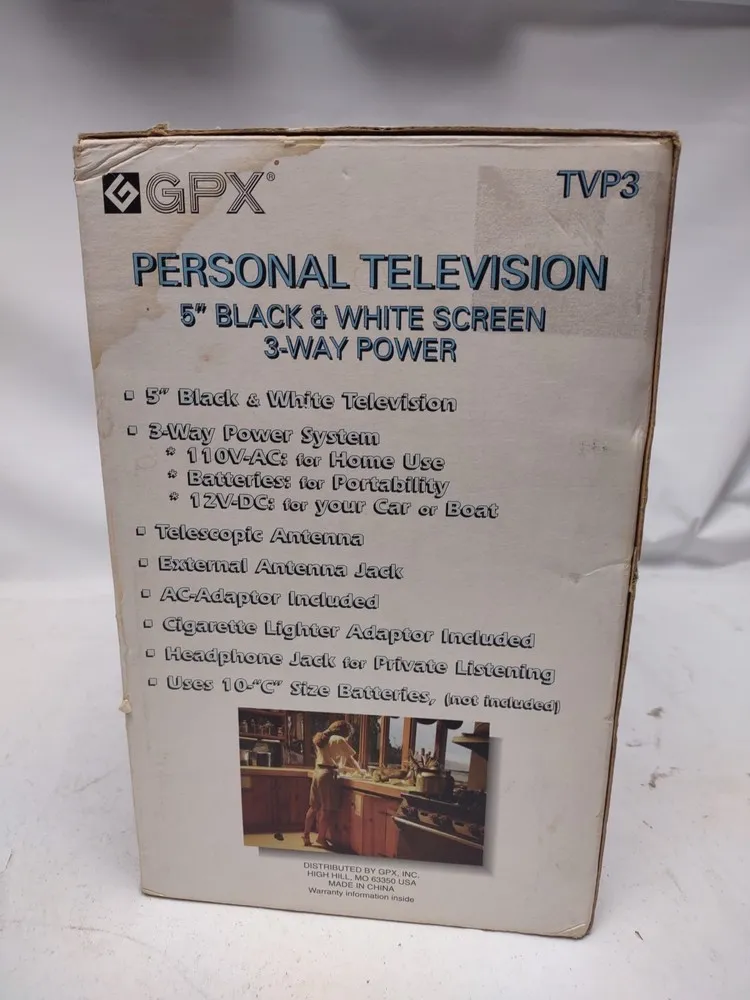 GPX®
TVP3
PERSONAL TELEVISION
5" BLACK & WHITE SCREEN
3-WAY POWER
5" Black & White Television
3-Way Power System
* 110V-AC: for Home Use
* Batteries: for Portability
* 12V-DC: for your Car or Boat
Telescopic Antenna
External Antenna Jack
AC-Adaptor Included
Cigarette Lighter Adaptor Included
Headphone Jack for Private Listening
Uses 10-"C" Size Batteries, (not included)
DISTRIBUTED BY GPX, INC.
HIGH HILL, MO 63350 USA
MADE IN CHINA
Warranty information inside